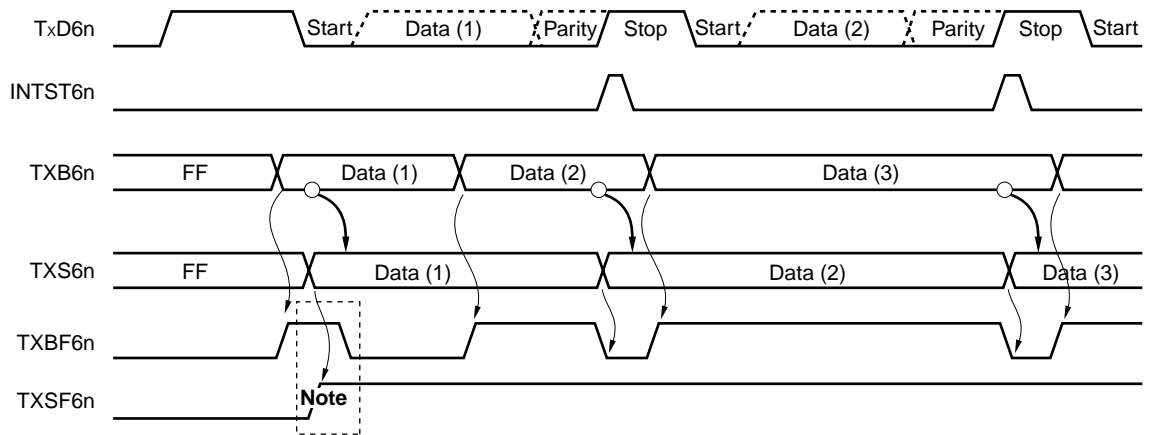 TxD6n Start Data (1) Parity Stop Start Data (2) Parity Stop Start
INTST6n
TXB6n FF Data (1) Data (2) Data (3)
TXS6n FF Data (1) Data (2) Data (3)
TXBF6n
TXSF6n Note